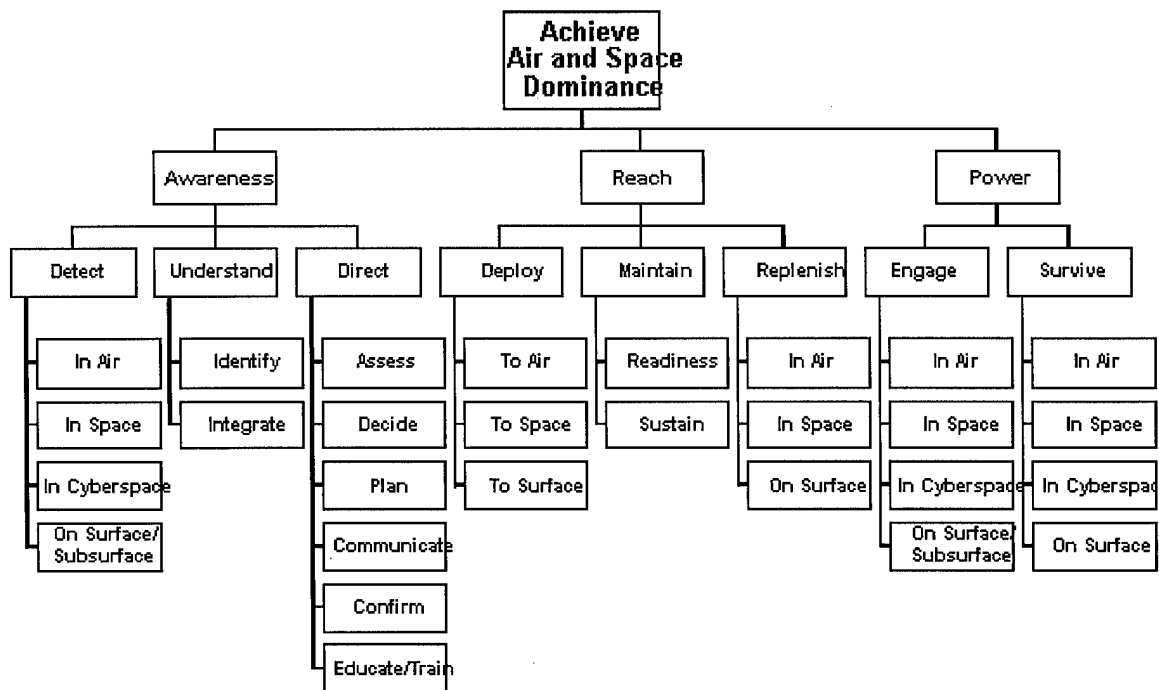 Achieve
Air and Space
Dominance
Awareness
Reach
Power
Detect
Understand
Direct
Deploy
Maintain
Replenish
Engage
Survive
In Air
Identify
Assess
To Air
Readiness
In Air
In Air
In Air
In Space
Integrate
Decide
To Space
Sustain
In Space
In Space
In Space
In Cyberspace
Plan
To Surface
On Surface
In Cyberspace
In Cyberspac
On Surface/
Subsurface
Communicate
On Surface/
Subsurface
On Surface
Confirm
Educate/Train